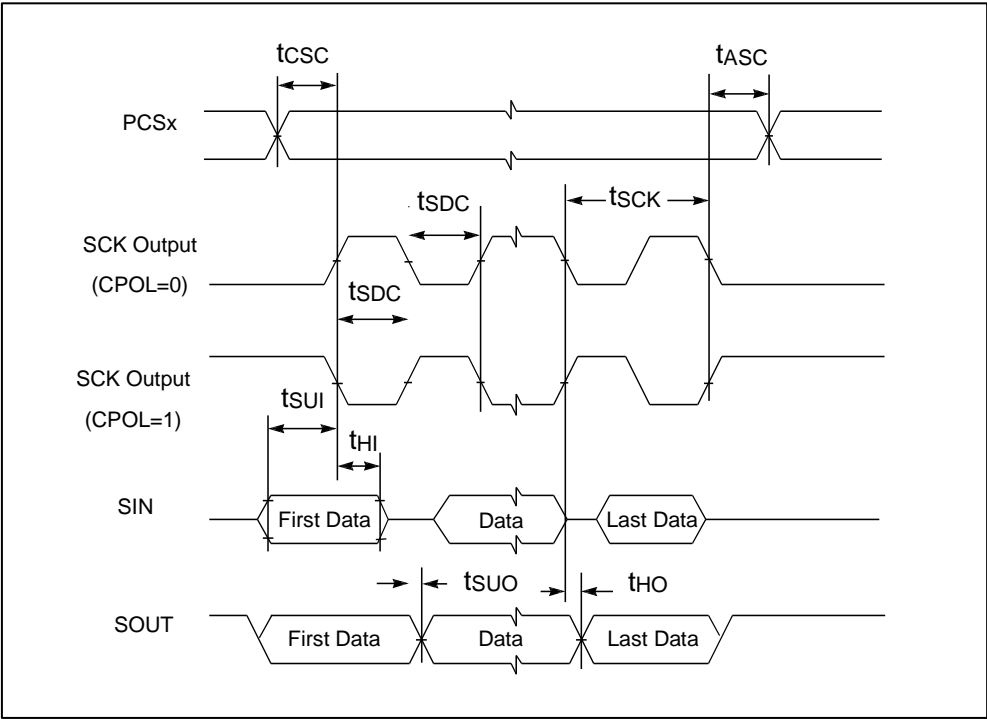 tCSC
tASC
PCSx
tSDC
tSCK
SCK Output
(CPOL=0)
tSDC
SCK Output
(CPOL=1)
tSUI
tHI
SIN
First Data
Data
Last Data
tSUO
tHO
SOUT
First Data
Data
Last Data